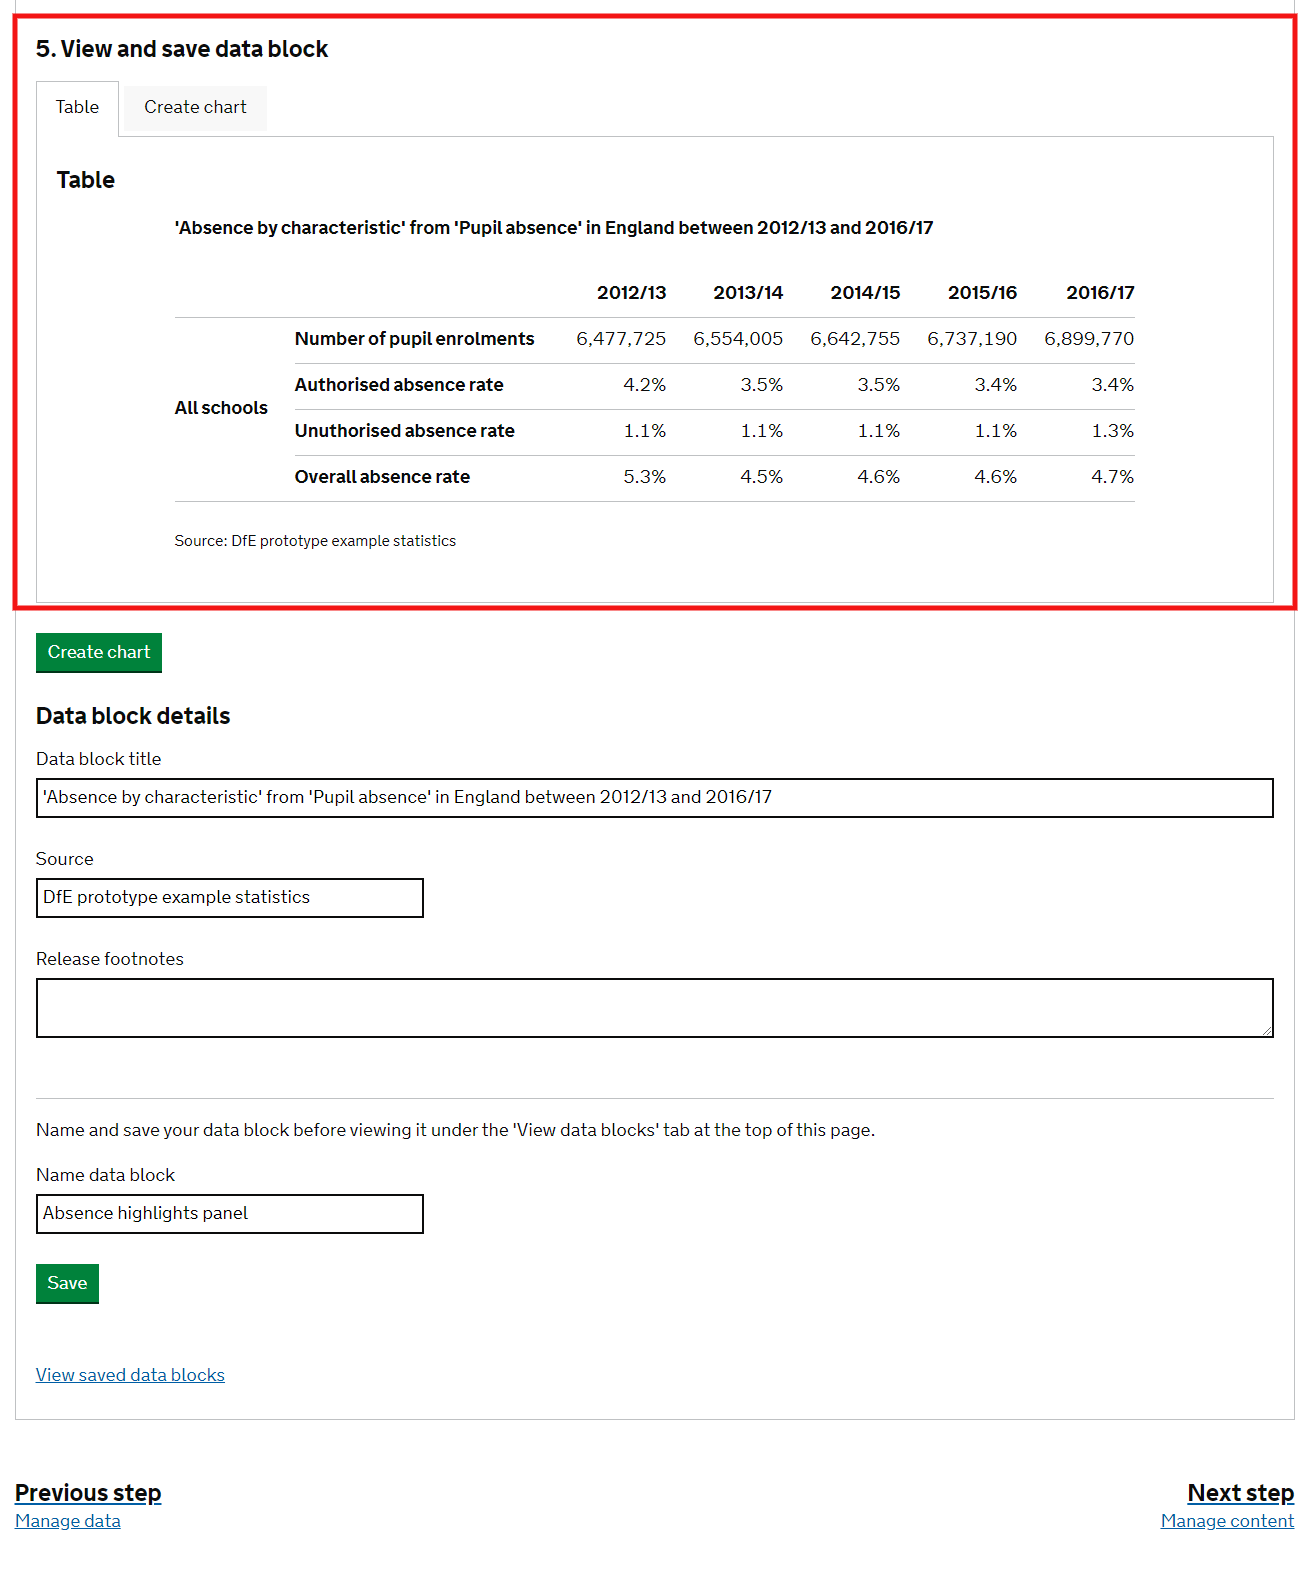 5. View and save data block
Table Create chart
Table
'Absence by characteristic' from 'Pupil absence' in England between 2012/13 and 2016/17
2012/13 2013/14 2014/15 2015/16 2016/17
Number of pupil enrolments 6,477,725 6,554,005 6,642,755 6,737,190 6,899,770
Authorised absence rate 4.2% 3.5% 3.5% 3.4% 3.4%
All schools
Unuthorised absence rate 1.1% 1.1% 1.1% 1.1% 1.3%
Overall absence rate 5.3% 4.5% 4.6% 4.6% 4.7%
Source: DfE prototype example statistics
Create chart
Data block details
Data block title
'Absence by characteristic' from 'Pupil absence' in England between 2012/13 and 2016/17
Source
DfE prototype example statistics
Release footnotes
Name and save your data block before viewing it under the 'View data blocks' tab at the top of this page.
Name data block
Absence highlights panel
Save
View saved data blocks
Previous step Next step
Manage data Manage content